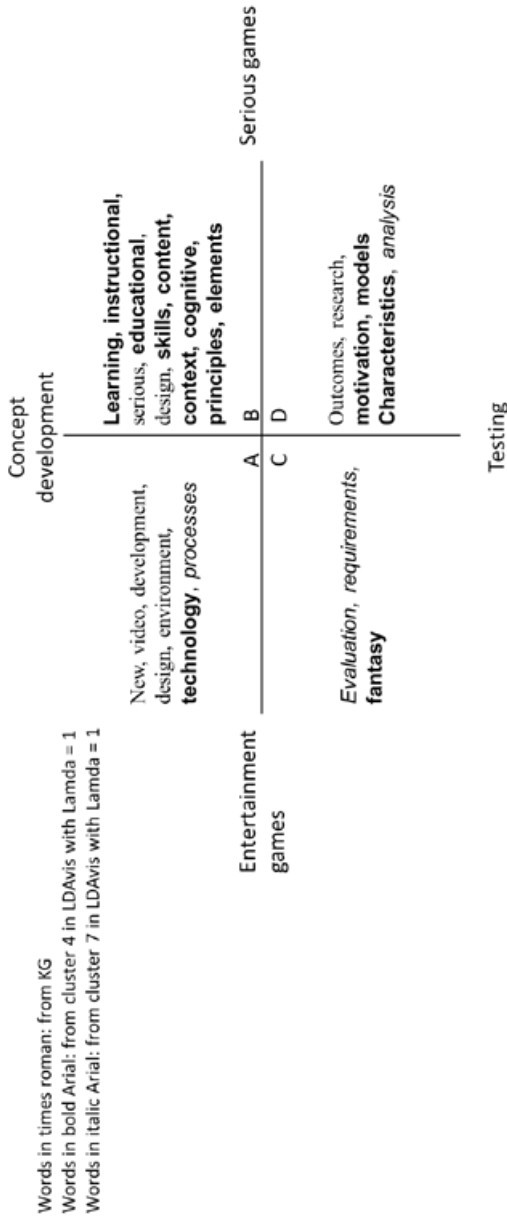 Words in times roman: from KG
Words in bold Arial: from cluster 4 in LDAvis with Lamda = 1
Words in italic Arial: from cluster 7 in LDAvis with Lamda = 1
Concept
development
New, video, development,
design, environment,
technology, processes
Learning, instructional,
serious, educational,
design, skills, content,
context, cognitive,
principles, elements
A
B
Entertainment
games
Serious games
C
D
Evaluation, requirements,
fantasy
Outcomes, research,
motivation, models
Characteristics, analysis
Testing